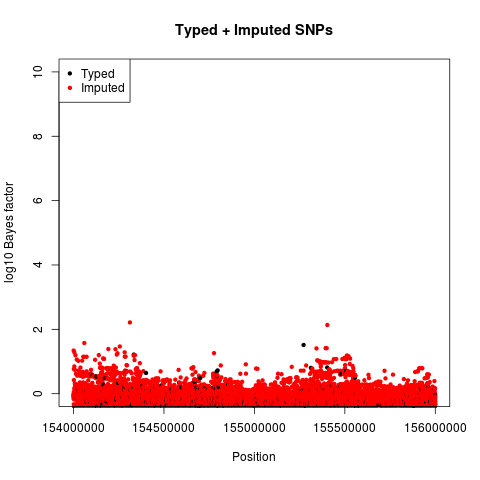 Typed + Imputed SNPs
Typed
Imputed
10
8
6
4
2
0
log10 Bayes factor
154000000 154500000 155000000 155500000 156000000
Position